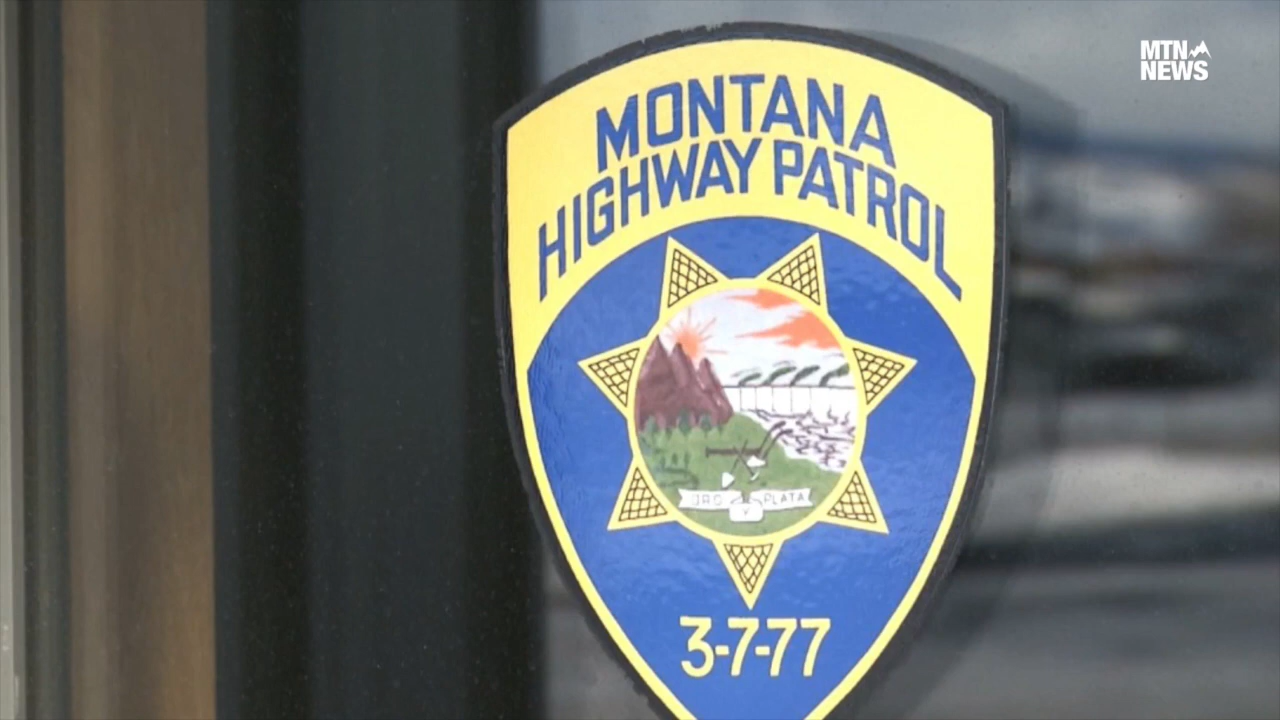 MTN
NEWS
MONTANA
HIGHWAY PATROL
ORO PLATA
Y
3-7-77